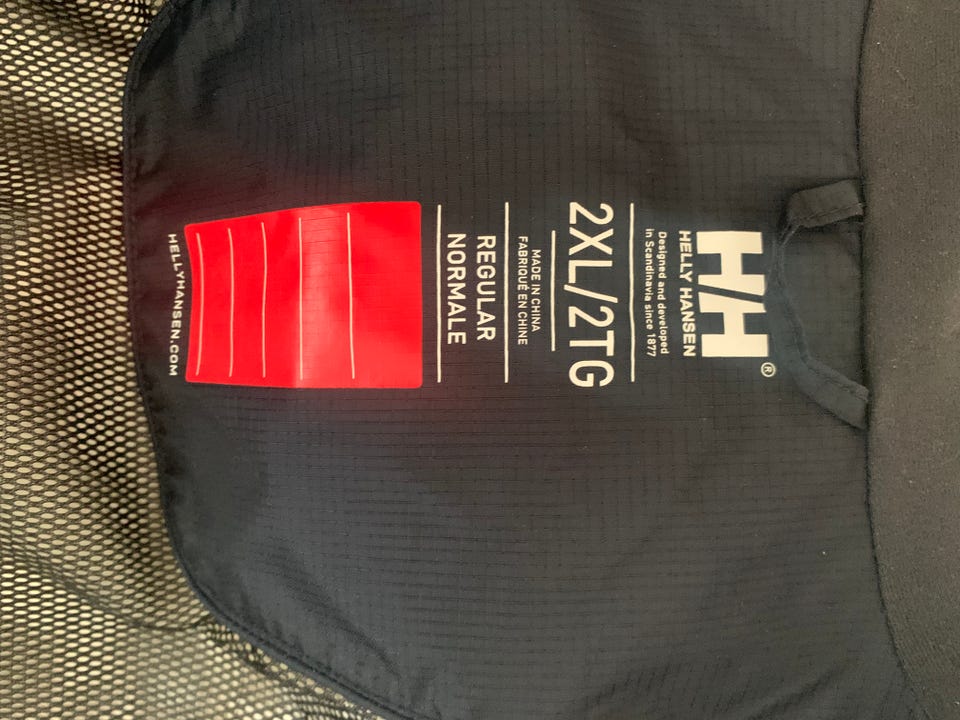 H/H®
HELLY HANSEN
Designed and developed
in Scandinavia since 1877
2XL/2TG
MADE IN CHINA
FABRIQUÉ EN CHINE
REGULAR
NORMALE
HELLYHANSEN.COM